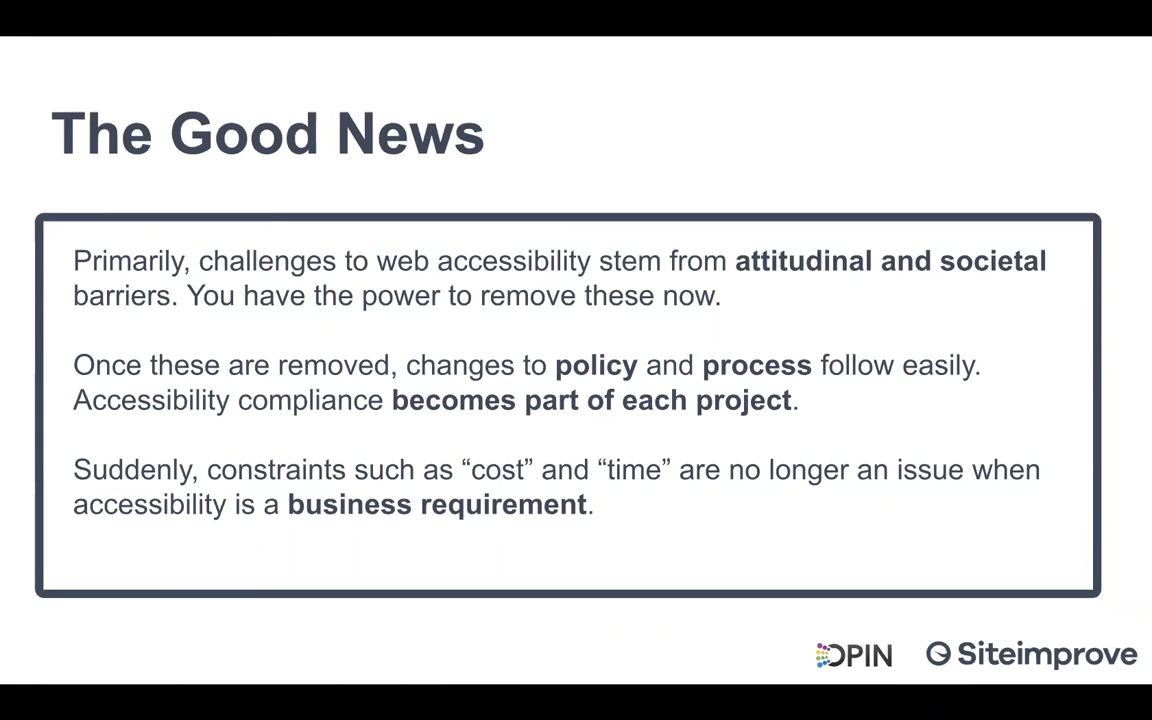 The Good News
Primarily, challenges to web accessibility stem from attitudinal and societal
barriers. You have the power to remove these now.
Once these are removed, changes to policy and process follow easily.
Accessibility compliance becomes part of each project.
Suddenly, constraints such as “cost” and “time” are no longer an issue when
accessibility is a business requirement.
DPIN
Siteimprove